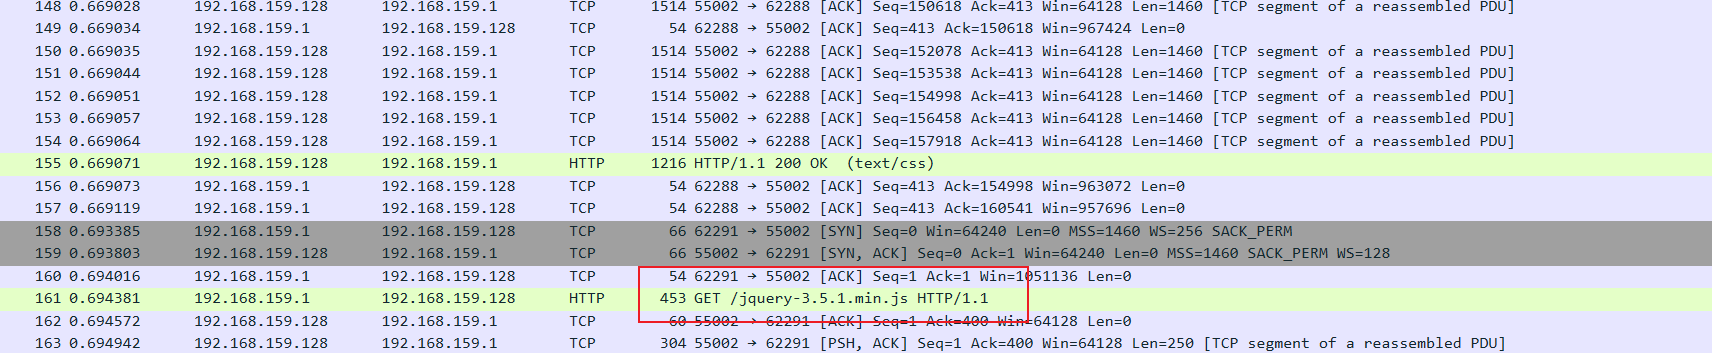 148 0.669028 192.168.159.128 192.168.159.1 TCP 1514 55002 → 62288 [ACK] Seq=150618 Ack=413 Win=64128 Len=1460 [TCP segment of a reassembled PDU]
149 0.669034 192.168.159.1 192.168.159.128 TCP 54 62288 → 55002 [ACK] Seq=413 Ack=150618 Win=967424 Len=0
150 0.669035 192.168.159.128 192.168.159.1 TCP 1514 55002 → 62288 [ACK] Seq=152078 Ack=413 Win=64128 Len=1460 [TCP segment of a reassembled PDU]
151 0.669044 192.168.159.128 192.168.159.1 TCP 1514 55002 → 62288 [ACK] Seq=153538 Ack=413 Win=64128 Len=1460 [TCP segment of a reassembled PDU]
152 0.669051 192.168.159.128 192.168.159.1 TCP 1514 55002 → 62288 [ACK] Seq=154998 Ack=413 Win=64128 Len=1460 [TCP segment of a reassembled PDU]
153 0.669057 192.168.159.128 192.168.159.1 TCP 1514 55002 → 62288 [ACK] Seq=156458 Ack=413 Win=64128 Len=1460 [TCP segment of a reassembled PDU]
154 0.669064 192.168.159.128 192.168.159.1 TCP 1514 55002 → 62288 [ACK] Seq=157918 Ack=413 Win=64128 Len=1460 [TCP segment of a reassembled PDU]
155 0.669071 192.168.159.128 192.168.159.1 HTTP 1216 HTTP/1.1 200 OK (text/css)
156 0.669073 192.168.159.1 192.168.159.128 TCP 54 62288 → 55002 [ACK] Seq=413 Ack=154998 Win=963072 Len=0
157 0.669119 192.168.159.1 192.168.159.128 TCP 54 62288 → 55002 [ACK] Seq=413 Ack=160541 Win=957696 Len=0
158 0.693385 192.168.159.1 192.168.159.128 TCP 66 62291 → 55002 [SYN] Seq=0 Win=64240 Len=0 MSS=1460 WS=256 SACK_PERM
159 0.693803 192.168.159.128 192.168.159.1 TCP 66 55002 → 62291 [SYN, ACK] Seq=0 Ack=1 Win=64240 Len=0 MSS=1460 SACK_PERM WS=128
160 0.694016 192.168.159.1 192.168.159.128 TCP 54 62291 → 55002 [ACK] Seq=1 Ack=1 Win=1051136 Len=0
161 0.694381 192.168.159.1 192.168.159.128 HTTP 453 GET /jquery-3.5.1.min.js HTTP/1.1
162 0.694572 192.168.159.128 192.168.159.1 TCP 60 55002 → 62291 [ACK] Seq=1 Ack=400 Win=64128 Len=0
163 0.694942 192.168.159.128 192.168.159.1 TCP 304 55002 → 62291 [PSH, ACK] Seq=1 Ack=400 Win=64128 Len=250 [TCP segment of a reassembled PDU]